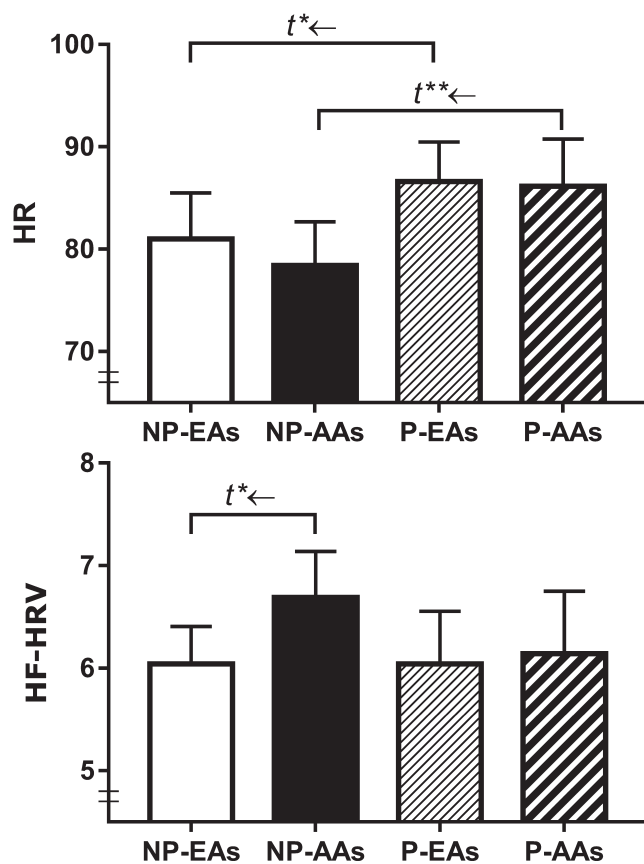 100
t*←
t**←
90
HR
80
70
NP-EAs NP-AAs P-EAs P-AAs
8
t*←
7
HF-HRV
6
5
NP-EAs NP-AAs P-EAs P-AAs